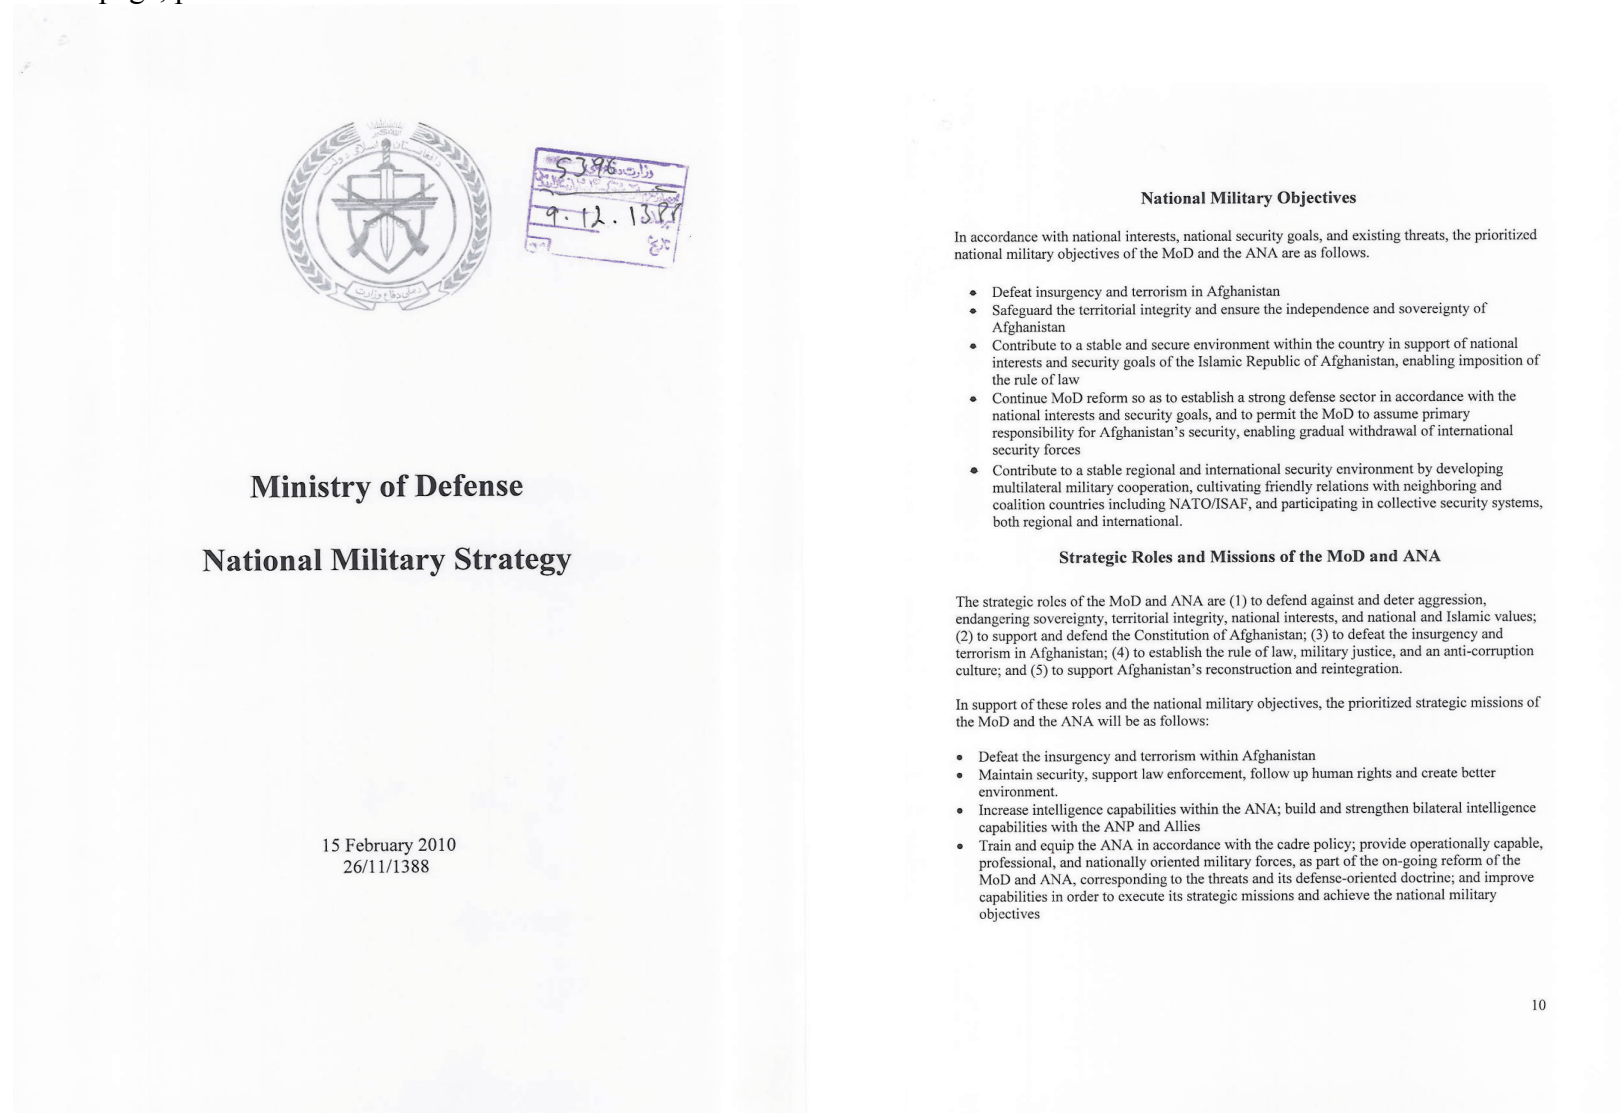 5396
9.12.1388
Ministry of Defense
National Military Strategy
15 February 2010
26/11/1388
National Military Objectives
In accordance with national interests, national security goals, and existing threats, the prioritized
national military objectives of the MoD and the ANA are as follows.
• Defeat insurgency and terrorism in Afghanistan
• Safeguard the territorial integrity and ensure the independence and sovereignty of
Afghanistan
• Contribute to a stable and secure environment within the country in support of national
interests and security goals of the Islamic Republic of Afghanistan, enabling imposition of
the rule of law
• Continue MoD reform so as to establish a strong defense sector in accordance with the
national interests and security goals, and to permit the MoD to assume primary
responsibility for Afghanistan's security, enabling gradual withdrawal of international
security forces
• Contribute to a stable regional and international security environment by developing
multilateral military cooperation, cultivating friendly relations with neighboring and
coalition countries including NATO/ISAF, and participating in collective security systems,
both regional and international.
Strategic Roles and Missions of the MoD and ANA
The strategic roles of the MoD and ANA are (1) to defend against and deter aggression,
endangering sovereignty, territorial integrity, national interests, and national and Islamic values;
(2) to support and defend the Constitution of Afghanistan; (3) to defeat the insurgency and
terrorism in Afghanistan; (4) to establish the rule of law, military justice, and an anti-corruption
culture; and (5) to support Afghanistan's reconstruction and reintegration.
In support of these roles and the national military objectives, the prioritized strategic missions of
the MoD and the ANA will be as follows:
• Defeat the insurgency and terrorism within Afghanistan
• Maintain security, support law enforcement, follow up human rights and create better
environment.
• Increase intelligence capabilities within the ANA; build and strengthen bilateral intelligence
capabilities with the ANP and Allies
• Train and equip the ANA in accordance with the cadre policy; provide operationally capable,
professional, and nationally oriented military forces, as part of the on-going reform of the
MoD and ANA, corresponding to the threats and its defense-oriented doctrine; and improve
capabilities in order to execute its strategic missions and achieve the national military
objectives
10